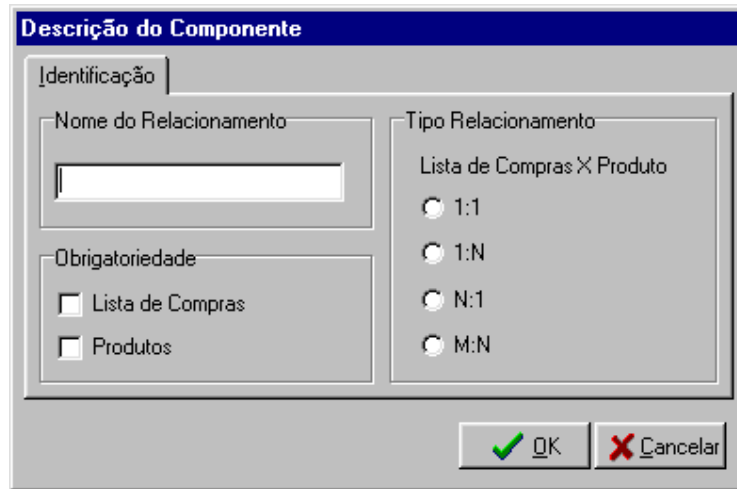 Descrição do Componente
Identificação
Nome do Relacionamento
Obrigatoriedade
Lista de Compras
Produtos
Tipo Relacionamento
Lista de Compras X Produto
1:1
1:N
N:1
M:N
OK
Cancelar